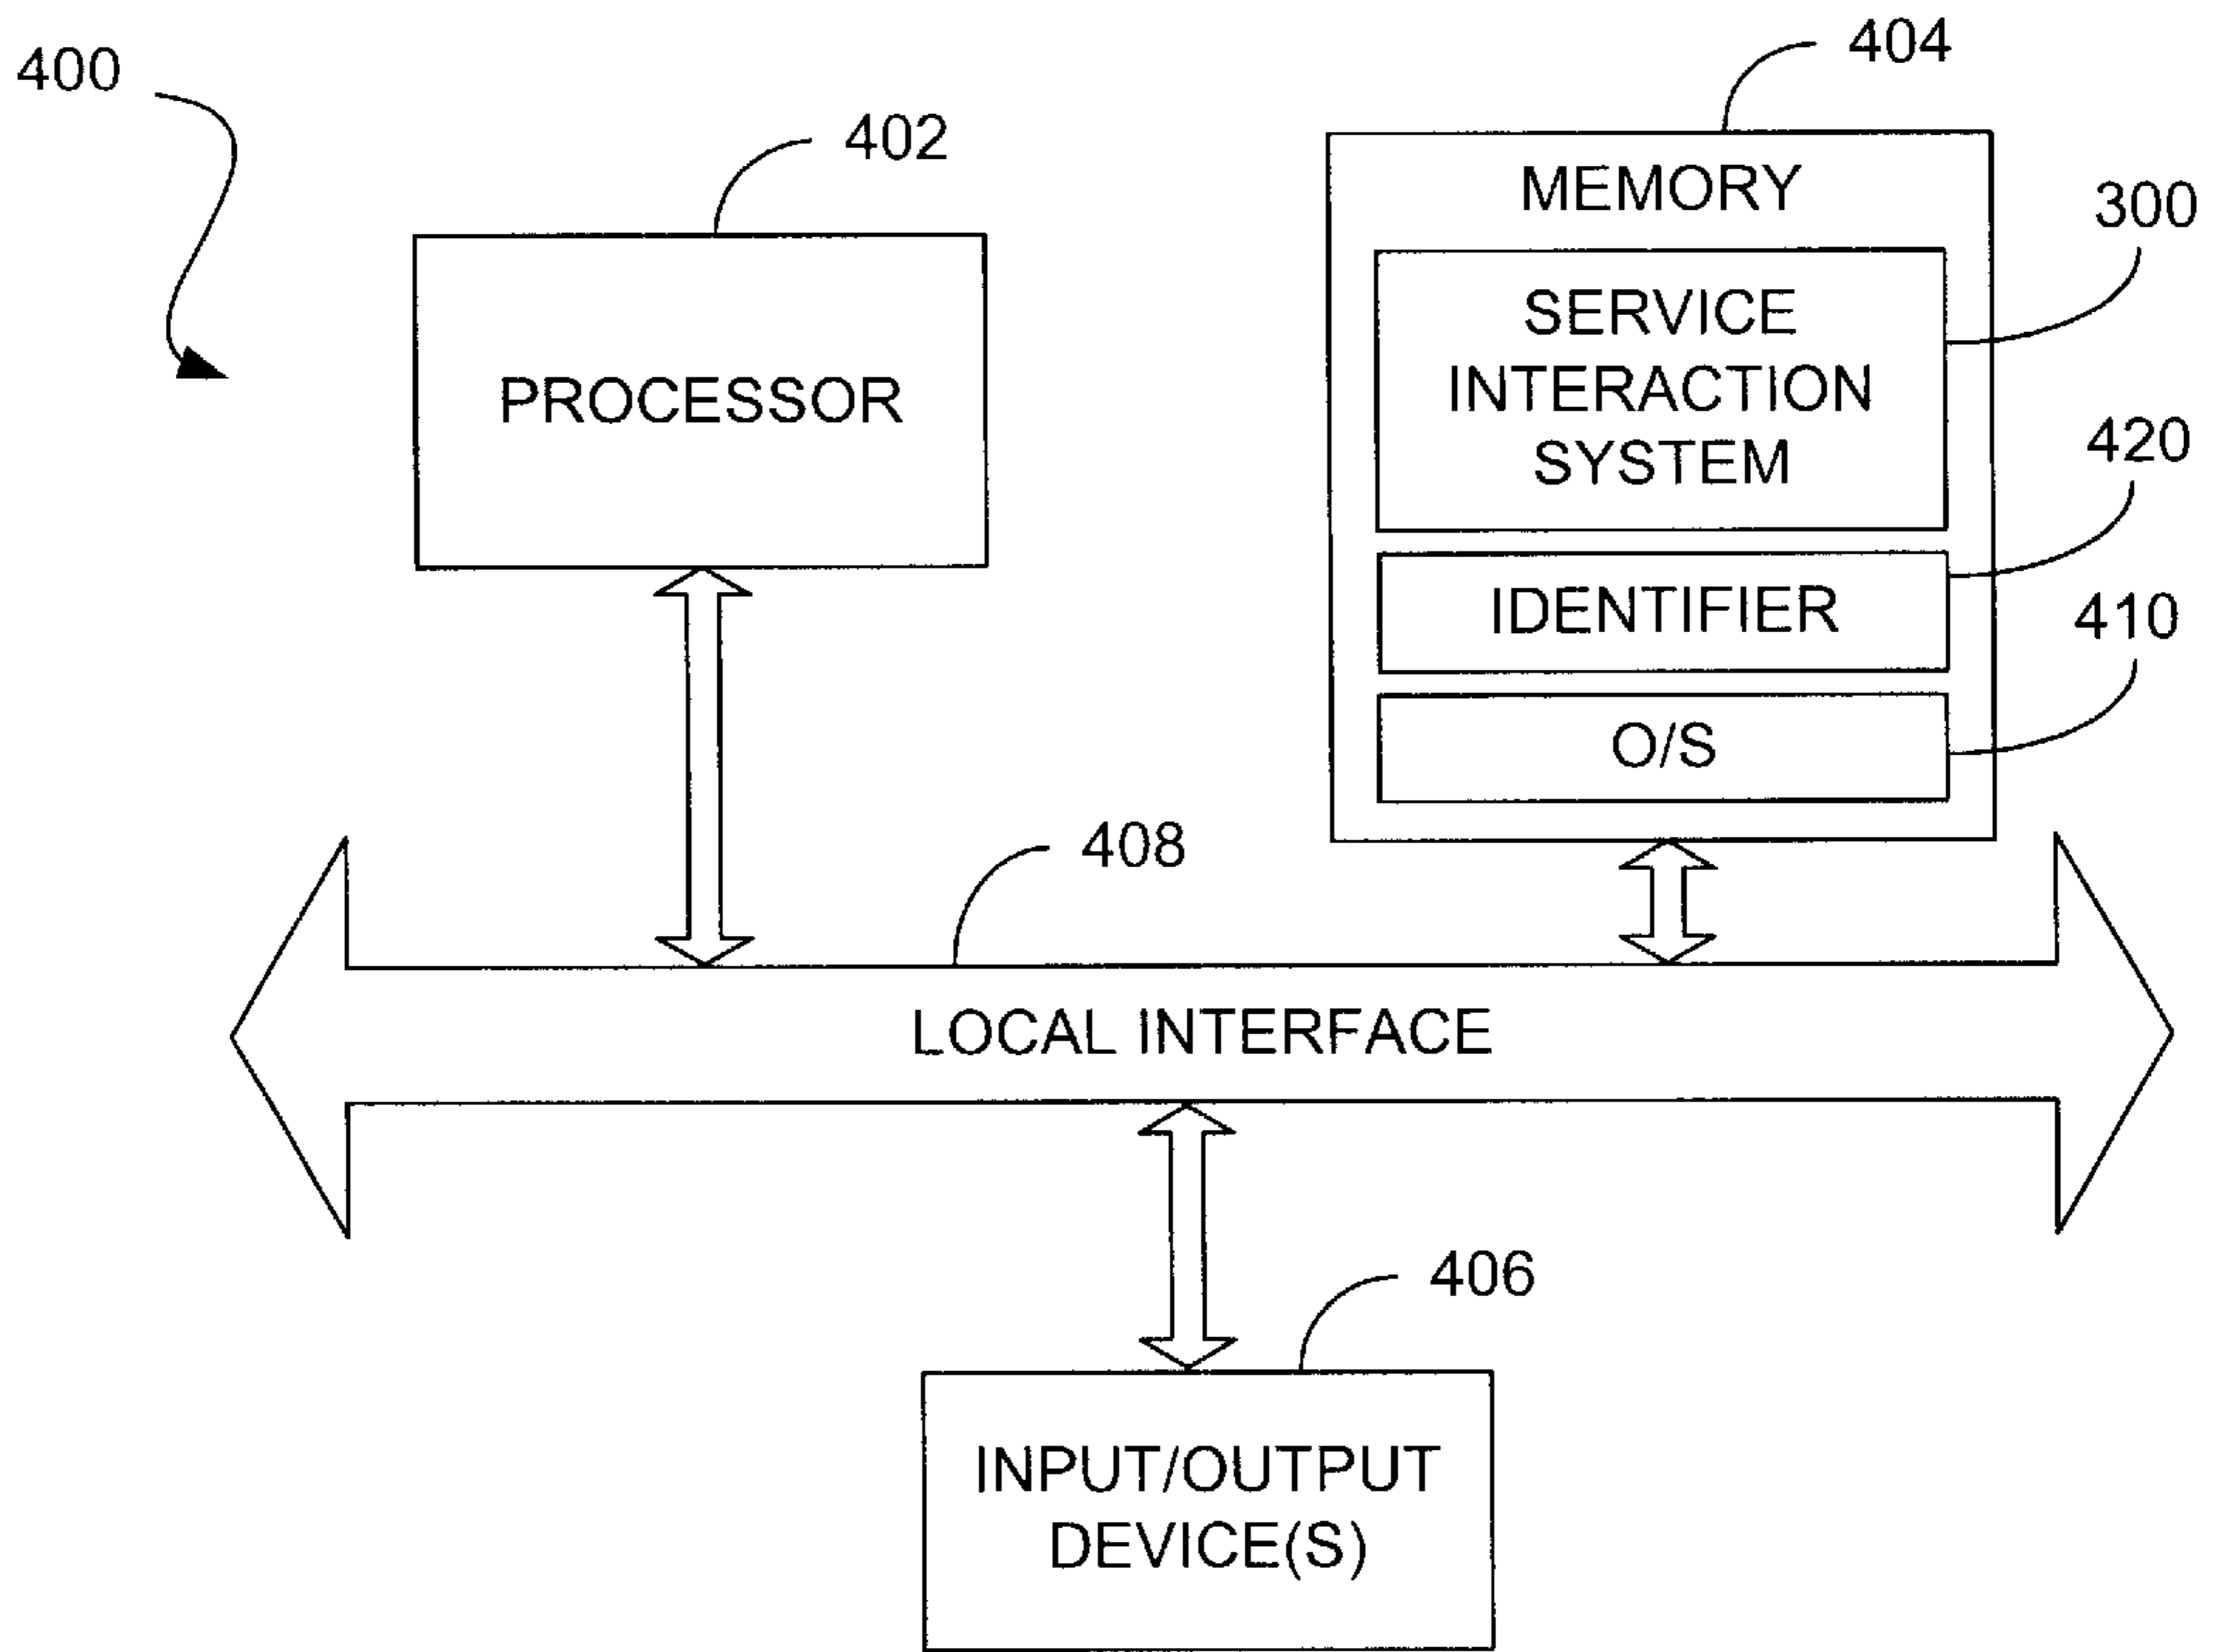 400
402
404
MEMORY
300
SERVICE
INTERACTION
SYSTEM
PROCESSOR
420
IDENTIFIER
410
O/S
408
LOCAL INTERFACE
406
INPUT/OUTPUT
DEVICE(S)